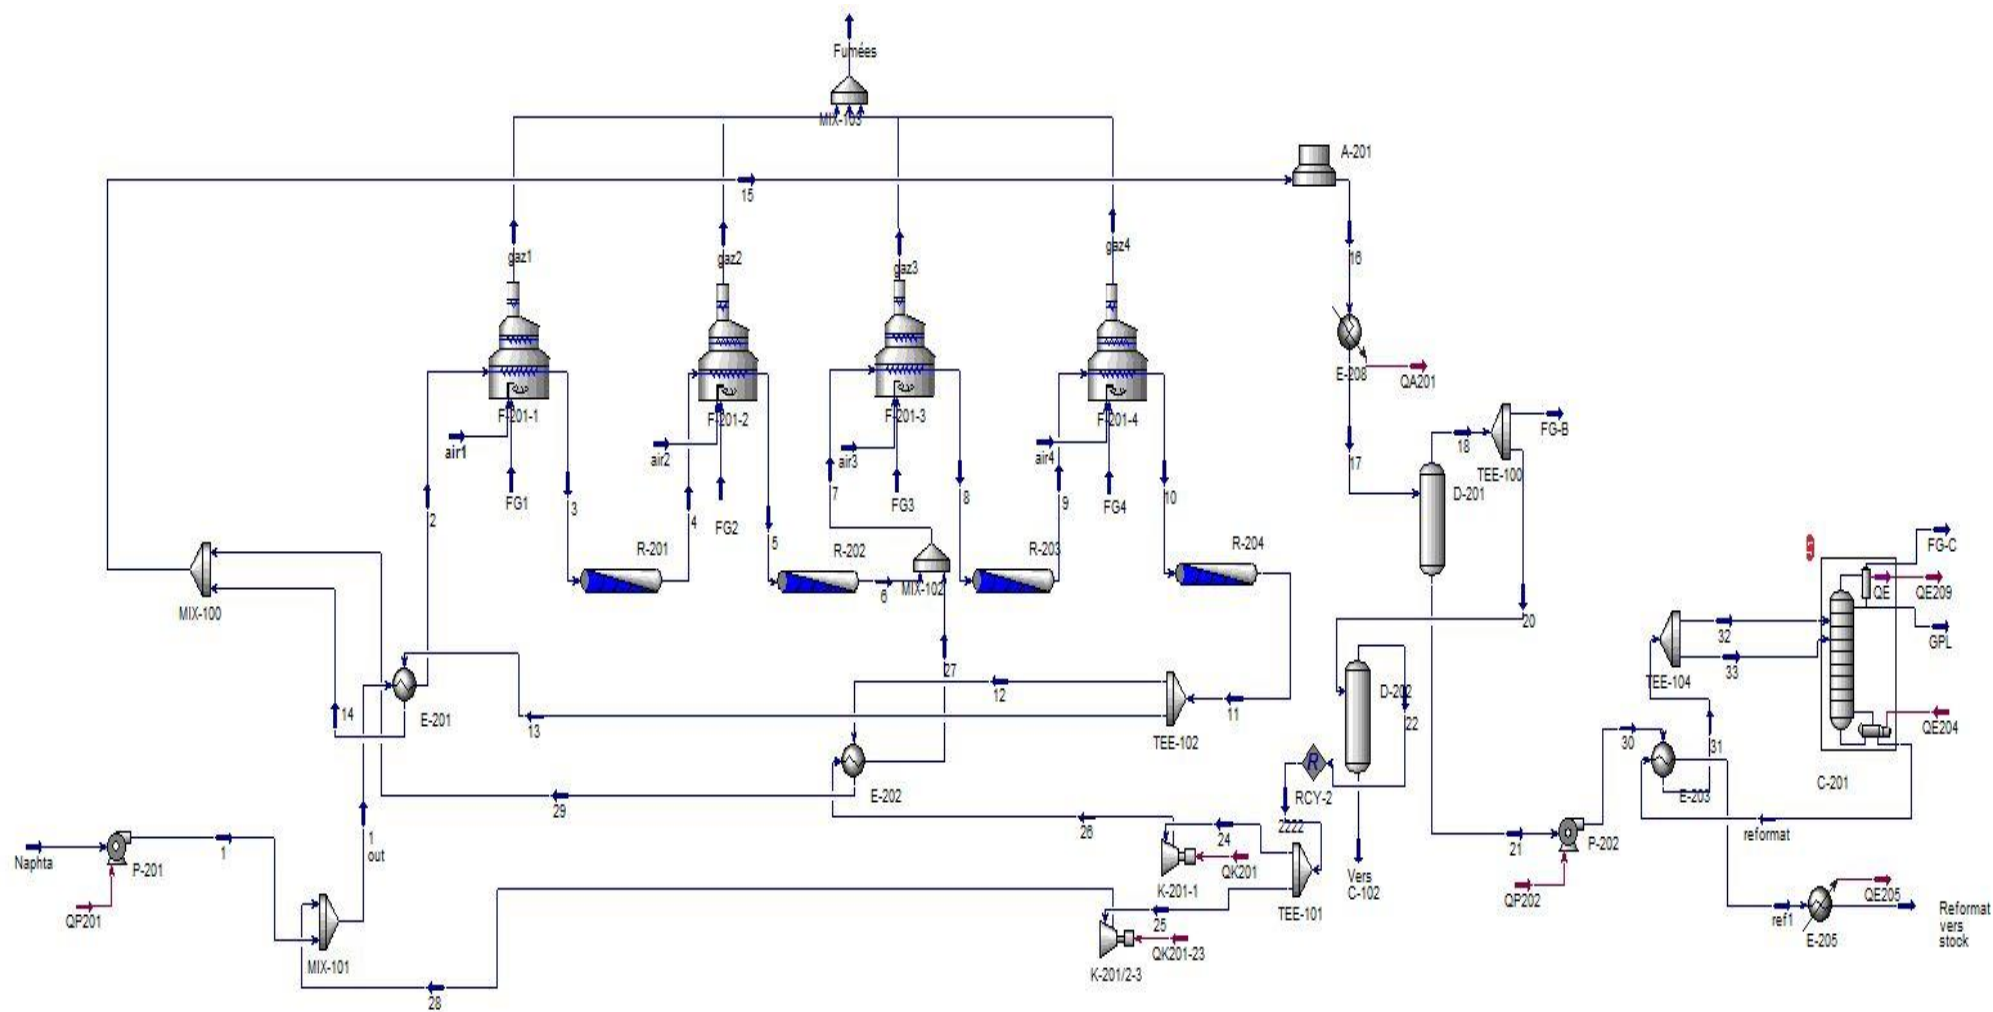 Fumées
MIX-103
A-201
15
gaz1
gaz2
gaz3
gaz4
16
E-208
QA201
F-201-1
F-201-2
F-201-3
F-201-4
air1
air2
air3
air4
FG1
FG2
FG3
FG4
17
18
FG-B
TEE-100
D-201
2
3
4
5
7
8
9
10
R-201
R-202
R-203
R-204
6
MIX-102
MIX-100
FG-C
QE
QE209
20
32
33
GPL
TEE-104
27
12
14
E-201
13
11
TEE-102
D-202
22
QE204
30
31
RCY-2
E-203
C-201
29
E-202
26
24
2222
reformat
Naphta
P-201
1
1
out
QK201
K-201-1
Vers
C-102
21
P-202
QP201
QP202
QE205
TEE-101
25
ref1
E-205
Reformat
vers
stock
QK201-23
MIX-101
K-201/2-3
28
R